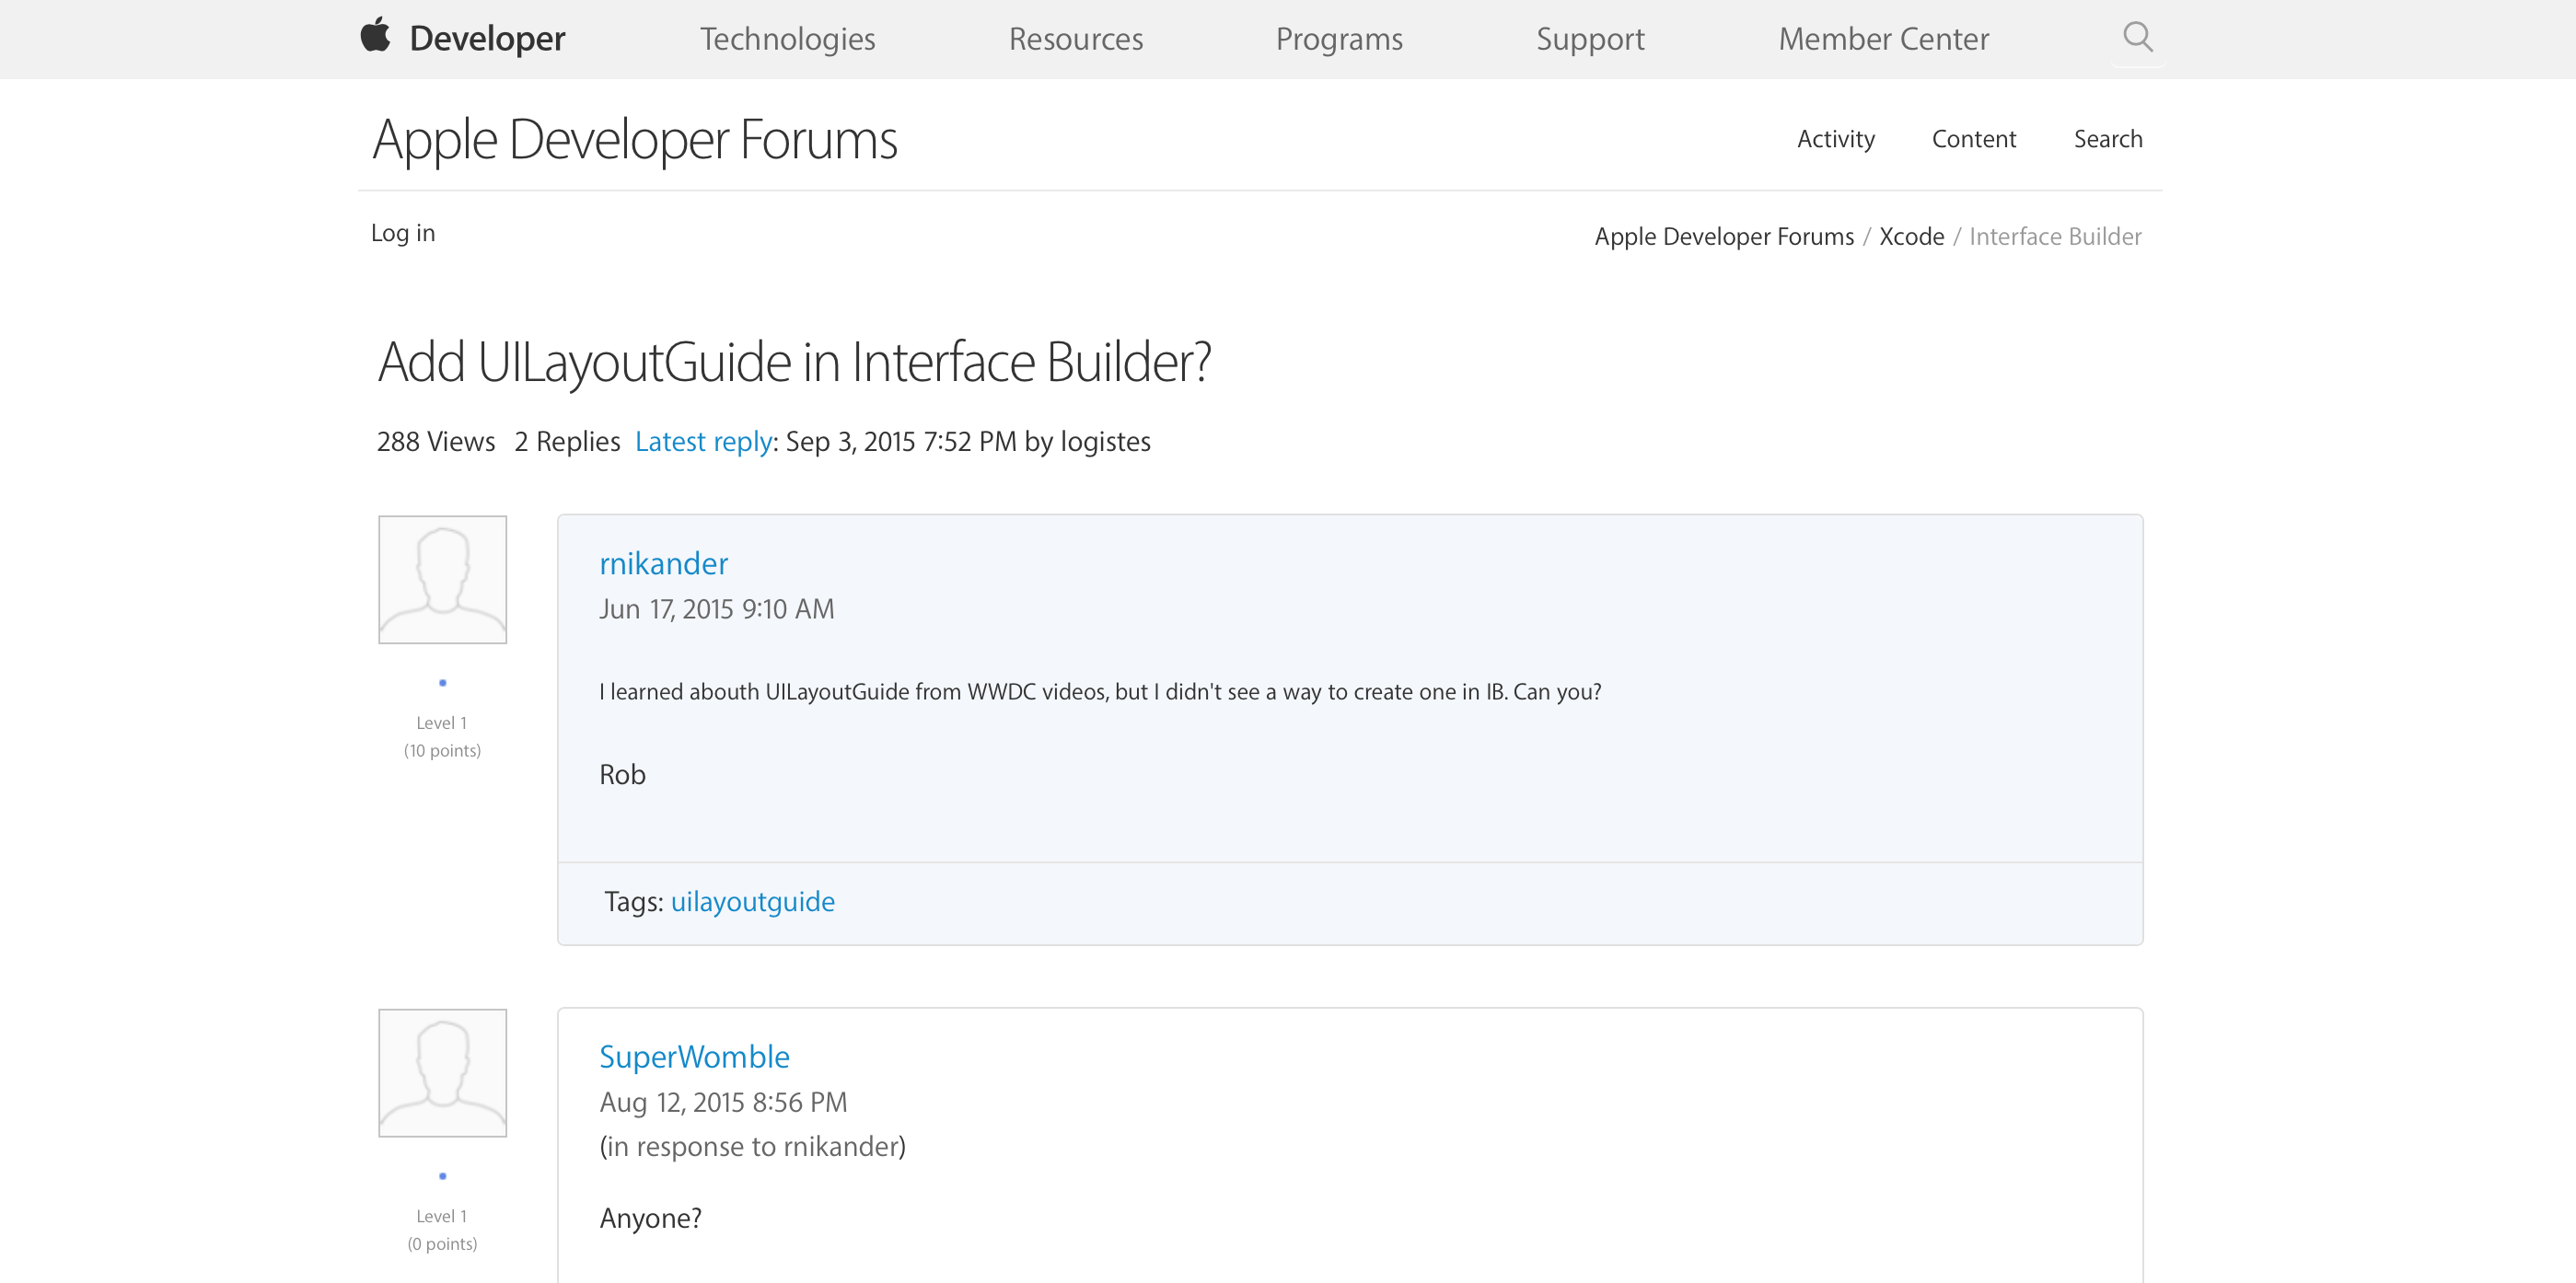 Developer Technologies Resources Programs Support Member Center
Apple Developer Forums Activity Content Search
Log in Apple Developer Forums / Xcode / Interface Builder
Add UILayoutGuide in Interface Builder?
288 Views 2 Replies Latest reply: Sep 3, 2015 7:52 PM by logistes
rnikander
Jun 17, 2015 9:10 AM
I learned abouth UILayoutGuide from WWDC videos, but I didn't see a way to create one in IB. Can you?
Level 1
(10 points)
Rob
Tags: uilayoutguide
SuperWomble
Aug 12, 2015 8:56 PM
(in response to rnikander)
Anyone?
Level 1
(0 points)